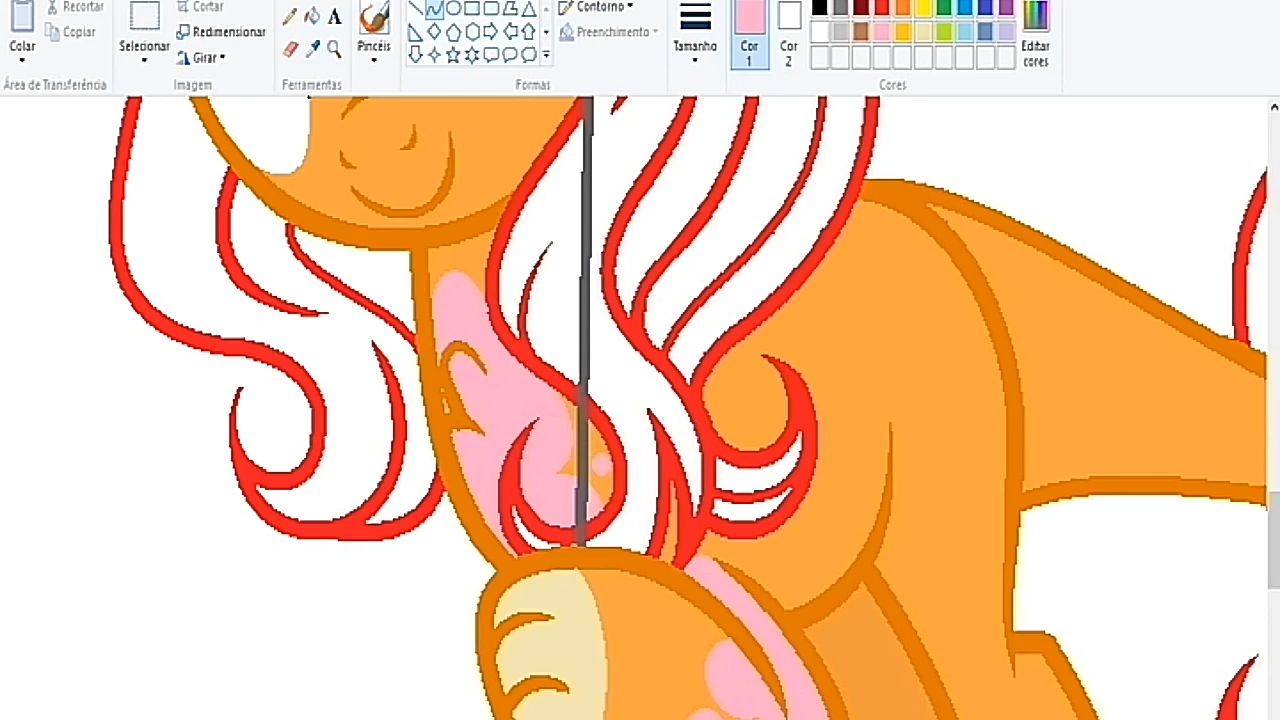 Recortar
Copiar
Colar
Área de Transferência
Cortar
Redimensionar
Girar
Selecionar
Imagem
A
Ferramentas
Pincéis
Contorno
Preenchimento
Formas
Tamanho
Cor
1
Cor
2
Editar
cores
Cores